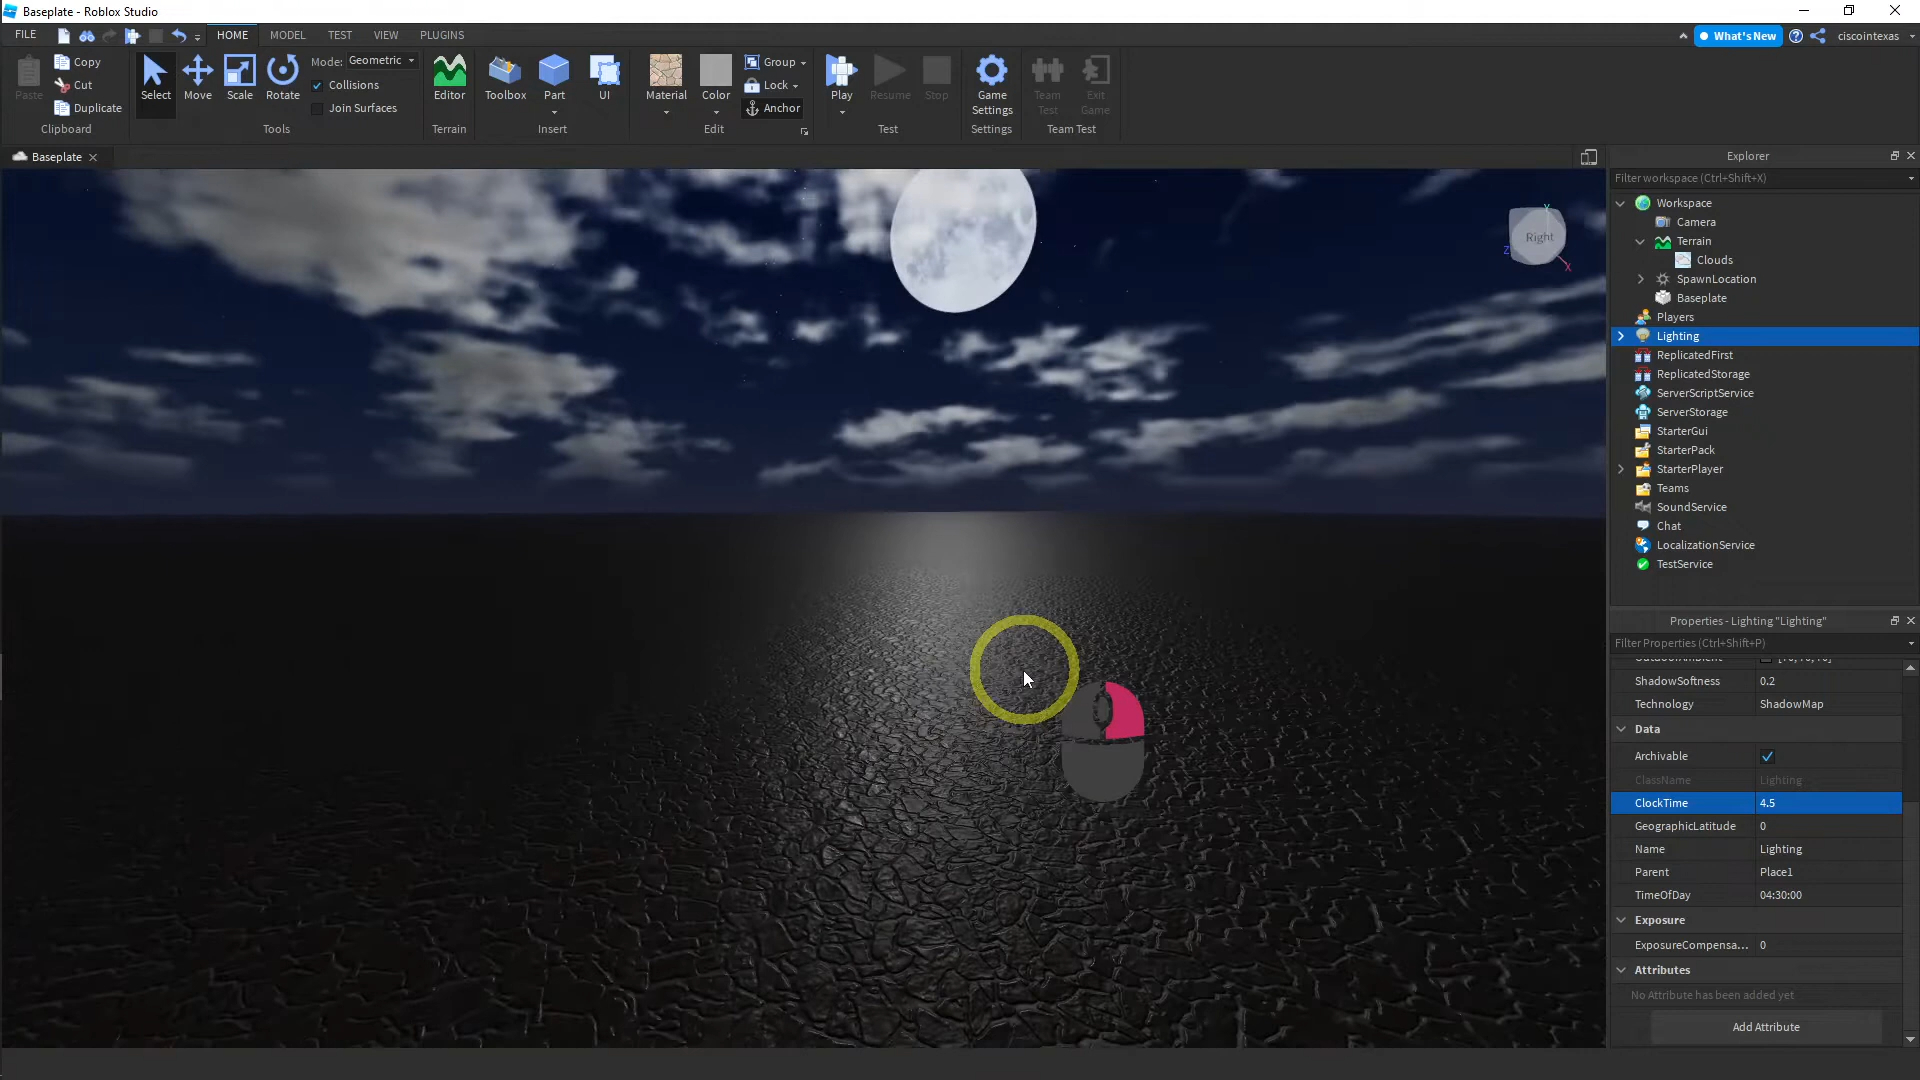 Baseplate - Roblox Studio
FILE HOME MODEL TEST VIEW PLUGINS What's New ciscointexas
Paste
Copy
Cut
Duplicate
Clipboard
Select Move Scale Rotate
Mode: Geometric
Collisions
Join Surfaces
Tools
Editor
Terrain
Toolbox Part UI
Insert
Material Color
Group
Lock
Anchor
Edit
Play Resume Stop
Test
Game Settings
Settings
Team Test
Exit Game
Team Test
Baseplate
Right
Y
Z
X
Explorer
Filter workspace (Ctrl+Shift+X)
Workspace
Camera
Terrain
Clouds
SpawnLocation
Baseplate
Players
Lighting
ReplicatedFirst
ReplicatedStorage
ServerScriptService
ServerStorage
StarterGui
StarterPack
StarterPlayer
Teams
SoundService
Chat
LocalizationService
TestService
Properties - Lighting "Lighting"
Filter Properties (Ctrl+Shift+P)
ShadowSoftness 0.2
Technology ShadowMap
Data
Archivable
ClassName Lighting
ClockTime 4.5
GeographicLatitude 0
Name Lighting
Parent Place1
TimeOfDay 04:30:00
Exposure
ExposureCompensa... 0
Attributes
No Attribute has been added yet
Add Attribute